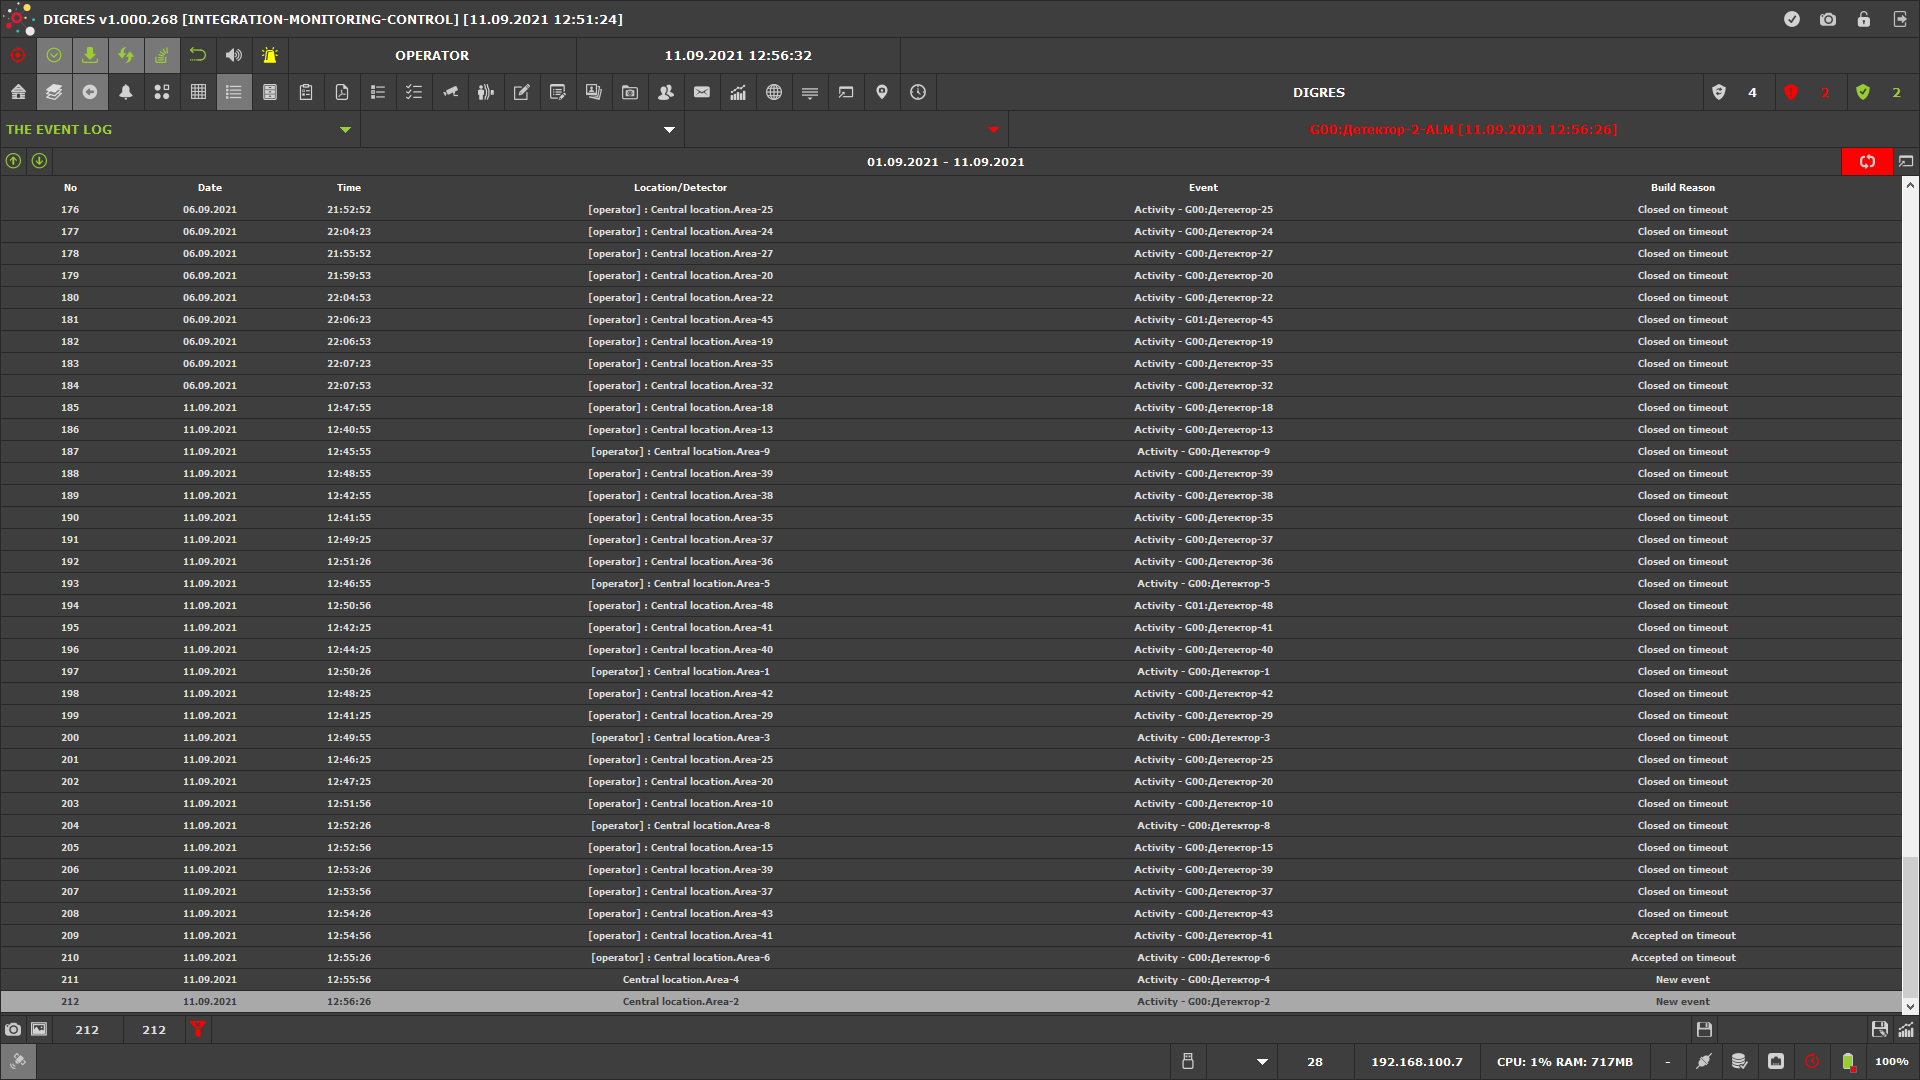 DIGRES v1.000.268 [INTEGRATION-MONITORING-CONTROL] [11.09.2021 12:51:24]
OPERATOR 11.09.2021 12:56:32
DIGRES 4 2 2
THE EVENT LOG G00:Детектор-2-ALM [11.09.2021 12:56:26]
01.09.2021 - 11.09.2021
No Date Time Location/Detector Event Build Reason
176 06.09.2021 21:52:52 [operator] : Central location.Area-25 Activity - G00:Детектор-25 Closed on timeout
177 06.09.2021 22:04:23 [operator] : Central location.Area-24 Activity - G00:Детектор-24 Closed on timeout
178 06.09.2021 21:55:52 [operator] : Central location.Area-27 Activity - G00:Детектор-27 Closed on timeout
179 06.09.2021 21:59:53 [operator] : Central location.Area-20 Activity - G00:Детектор-20 Closed on timeout
180 06.09.2021 22:04:53 [operator] : Central location.Area-22 Activity - G00:Детектор-22 Closed on timeout
181 06.09.2021 22:06:23 [operator] : Central location.Area-45 Activity - G01:Детектор-45 Closed on timeout
182 06.09.2021 22:06:53 [operator] : Central location.Area-19 Activity - G00:Детектор-19 Closed on timeout
183 06.09.2021 22:07:23 [operator] : Central location.Area-35 Activity - G00:Детектор-35 Closed on timeout
184 06.09.2021 22:07:53 [operator] : Central location.Area-32 Activity - G00:Детектор-32 Closed on timeout
185 11.09.2021 12:47:55 [operator] : Central location.Area-18 Activity - G00:Детектор-18 Closed on timeout
186 11.09.2021 12:40:55 [operator] : Central location.Area-13 Activity - G00:Детектор-13 Closed on timeout
187 11.09.2021 12:45:55 [operator] : Central location.Area-9 Activity - G00:Детектор-9 Closed on timeout
188 11.09.2021 12:48:55 [operator] : Central location.Area-39 Activity - G00:Детектор-39 Closed on timeout
189 11.09.2021 12:42:55 [operator] : Central location.Area-38 Activity - G00:Детектор-38 Closed on timeout
190 11.09.2021 12:41:55 [operator] : Central location.Area-35 Activity - G00:Детектор-35 Closed on timeout
191 11.09.2021 12:49:25 [operator] : Central location.Area-37 Activity - G00:Детектор-37 Closed on timeout
192 11.09.2021 12:51:26 [operator] : Central location.Area-36 Activity - G00:Детектор-36 Closed on timeout
193 11.09.2021 12:46:55 [operator] : Central location.Area-5 Activity - G00:Детектор-5 Closed on timeout
194 11.09.2021 12:50:56 [operator] : Central location.Area-48 Activity - G01:Детектор-48 Closed on timeout
195 11.09.2021 12:42:25 [operator] : Central location.Area-41 Activity - G00:Детектор-41 Closed on timeout
196 11.09.2021 12:44:25 [operator] : Central location.Area-40 Activity - G00:Детектор-40 Closed on timeout
197 11.09.2021 12:50:26 [operator] : Central location.Area-1 Activity - G00:Детектор-1 Closed on timeout
198 11.09.2021 12:48:25 [operator] : Central location.Area-42 Activity - G00:Детектор-42 Closed on timeout
199 11.09.2021 12:41:25 [operator] : Central location.Area-29 Activity - G00:Детектор-29 Closed on timeout
200 11.09.2021 12:49:55 [operator] : Central location.Area-3 Activity - G00:Детектор-3 Closed on timeout
201 11.09.2021 12:46:25 [operator] : Central location.Area-25 Activity - G00:Детектор-25 Closed on timeout
202 11.09.2021 12:47:25 [operator] : Central location.Area-20 Activity - G00:Детектор-20 Closed on timeout
203 11.09.2021 12:51:56 [operator] : Central location.Area-10 Activity - G00:Детектор-10 Closed on timeout
204 11.09.2021 12:52:26 [operator] : Central location.Area-8 Activity - G00:Детектор-8 Closed on timeout
205 11.09.2021 12:52:56 [operator] : Central location.Area-15 Activity - G00:Детектор-15 Closed on timeout
206 11.09.2021 12:53:26 [operator] : Central location.Area-39 Activity - G00:Детектор-39 Closed on timeout
207 11.09.2021 12:53:56 [operator] : Central location.Area-37 Activity - G00:Детектор-37 Closed on timeout
208 11.09.2021 12:54:26 [operator] : Central location.Area-43 Activity - G00:Детектор-43 Closed on timeout
209 11.09.2021 12:54:56 [operator] : Central location.Area-41 Activity - G00:Детектор-41 Accepted on timeout
210 11.09.2021 12:55:26 [operator] : Central location.Area-6 Activity - G00:Детектор-6 Accepted on timeout
211 11.09.2021 12:55:56 Central location.Area-4 Activity - G00:Детектор-4 New event
212 11.09.2021 12:56:26 Central location.Area-2 Activity - G00:Детектор-2 New event
212 212
28 192.168.100.7 CPU: 1% RAM: 717MB - 100%